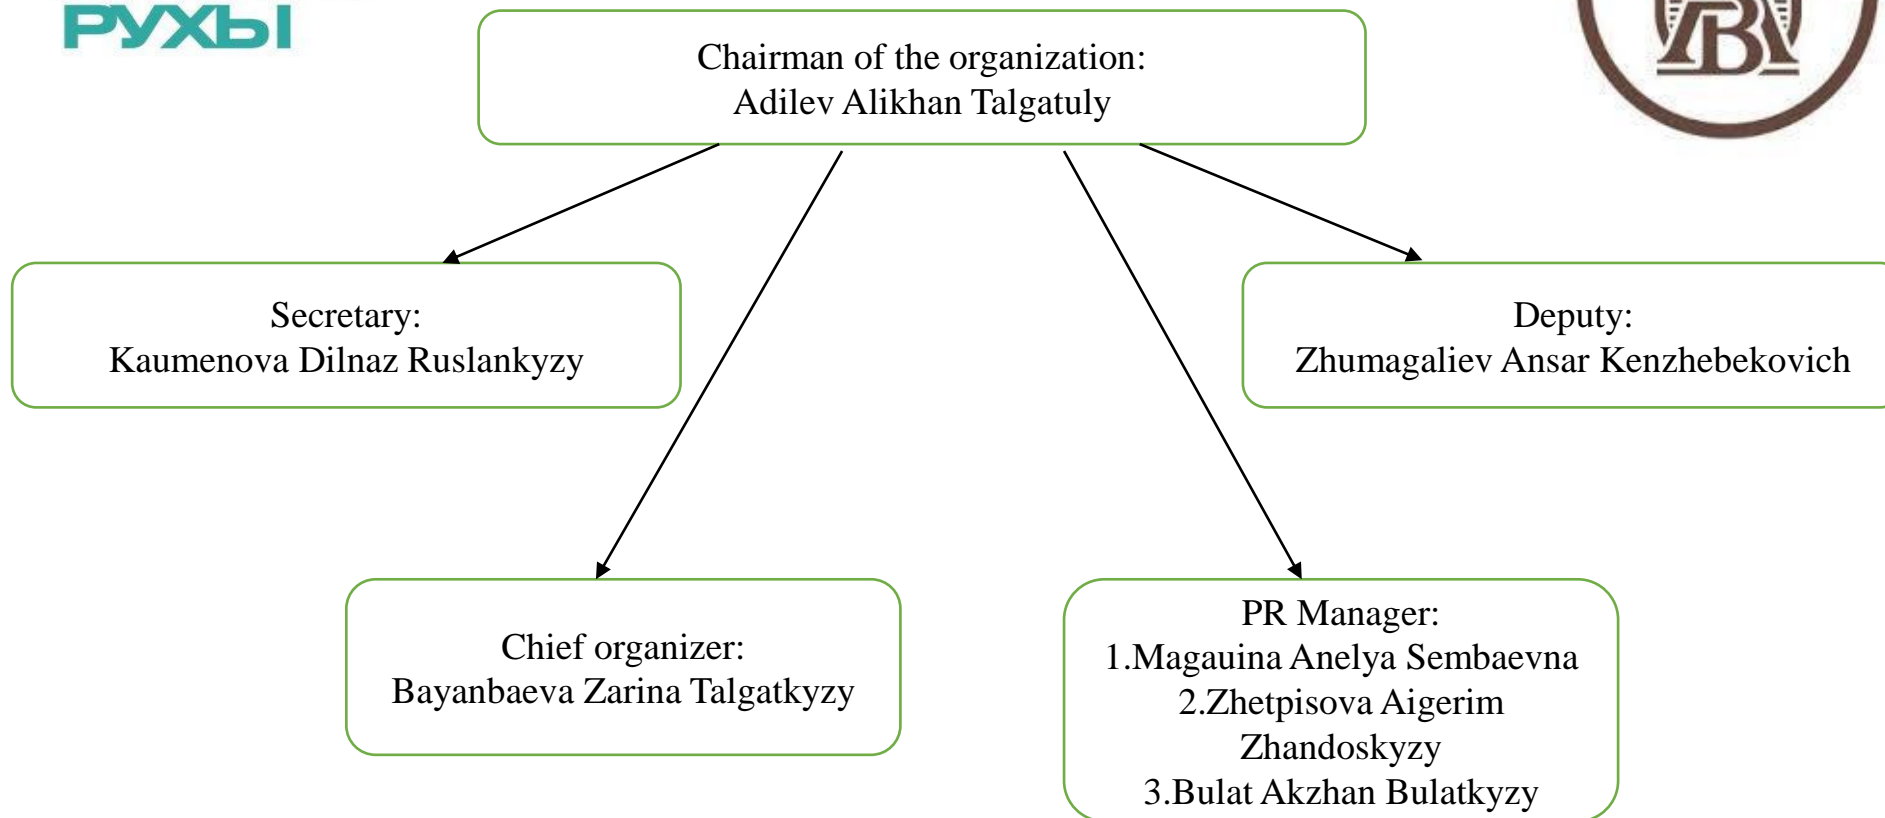 РУХЫ
Chairman of the organization:
Adilev Alikhan Talgatuly
Secretary:
Kaumenova Dilnaz Ruslankyzy
Deputy:
Zhumagaliev Ansar Kenzhebekovich
Chief organizer:
Bayanbaeva Zarina Talgatkyzy
PR Manager:
1.Magauina Anelya Sembaevna
2.Zhetpisova Aigerim
Zhandoskyzy
3.Bulat Akzhan Bulatkyzy